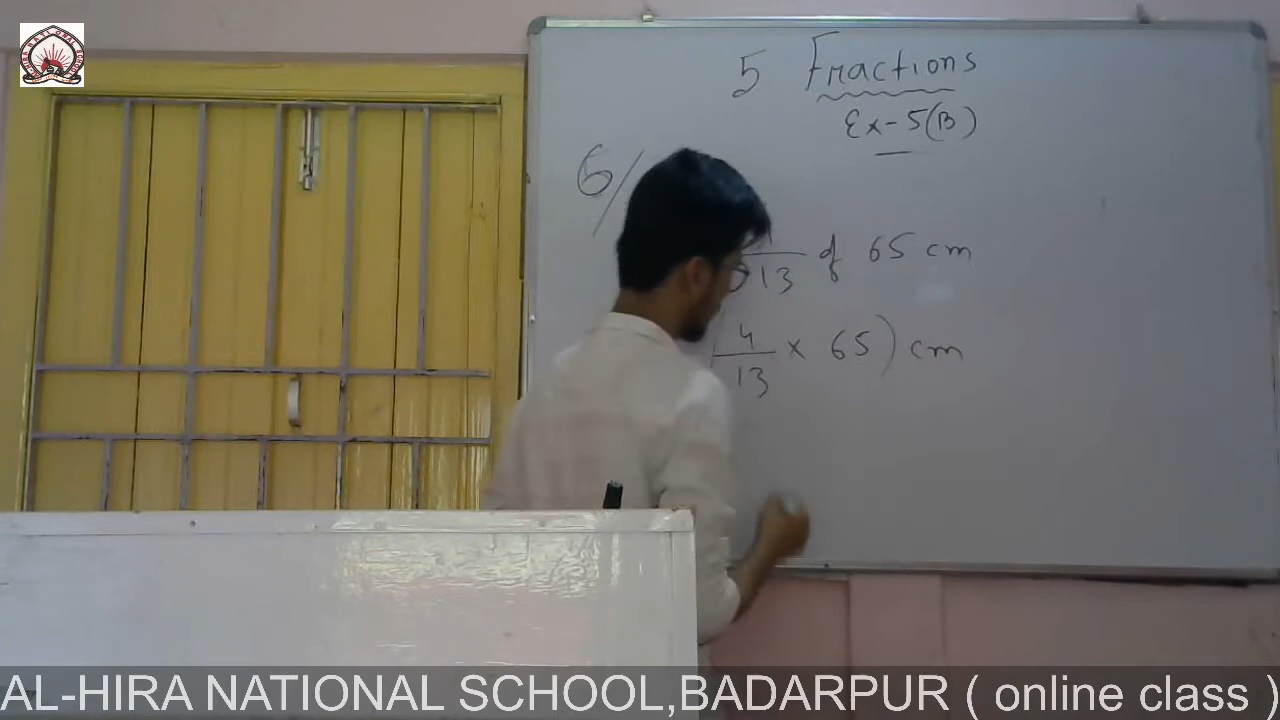 5 Fractions
Ex-5(B)
6/
13 of 65 cm
4
13 × 65) cm
AL-HIRA NATIONAL SCHOOL,BADARPUR ( online class )